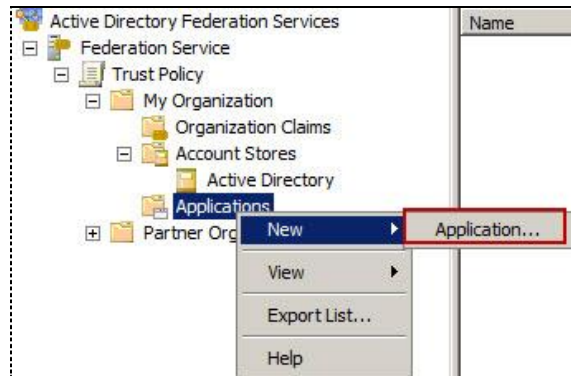 Active Directory Federation Services
Name
Federation Service
Trust Policy
My Organization
Organization Claims
Account Stores
Active Directory
Applications
Partner Org
New
Application...
View
Export List...
Help